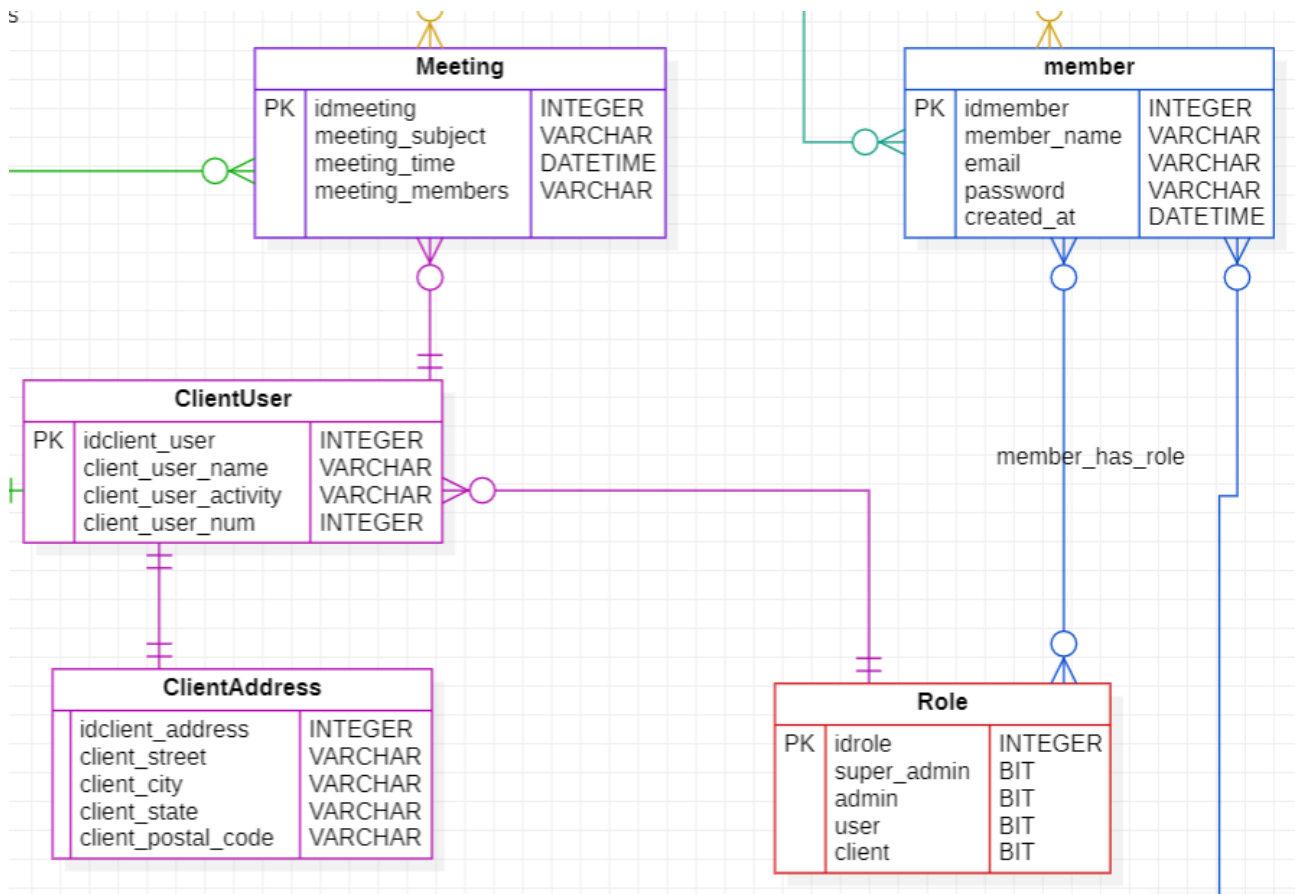 s
Meeting
PK idmeeting INTEGER
meeting_subject VARCHAR
meeting_time DATETIME
meeting_members VARCHAR
member
PK idmember INTEGER
member_name VARCHAR
email VARCHAR
password VARCHAR
created_at DATETIME
ClientUser
PK idclient_user INTEGER
client_user_name VARCHAR
client_user_activity VARCHAR
client_user_num INTEGER
member_has_role
ClientAddress
idclient_address INTEGER
client_street VARCHAR
client_city VARCHAR
client_state VARCHAR
client_postal_code VARCHAR
Role
PK idrole INTEGER
super_admin BIT
admin BIT
user BIT
client BIT